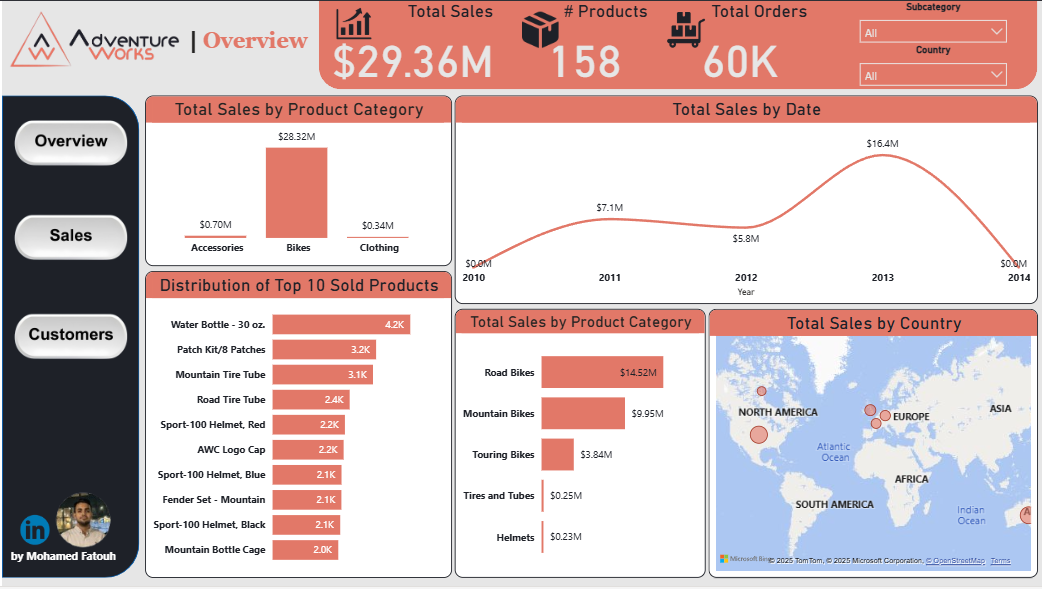 Adventure Works | Overview
Total Sales
$29.36M
# Products
158
Total Orders
60K
Subcategory
All
Country
All
Overview
Sales
Customers
in
by Mohamed Fatouh
Total Sales by Product Category
$0.70M
$28.32M
$0.34M
Accessories Bikes Clothing
Total Sales by Date
$0.0M
$7.1M
$5.8M
$16.4M
$0.0M
2010 2011 2012 2013 2014
Year
Distribution of Top 10 Sold Products
Water Bottle - 30 oz. 4.2K
Patch Kit/8 Patches 3.2K
Mountain Tire Tube 3.1K
Road Tire Tube 2.4K
Sport-100 Helmet, Red 2.2K
AWC Logo Cap 2.2K
Sport-100 Helmet, Blue 2.1K
Fender Set - Mountain 2.1K
Sport-100 Helmet, Black 2.1K
Mountain Bottle Cage 2.0K
Total Sales by Product Category
Road Bikes $14.52M
Mountain Bikes $9.95M
Touring Bikes $3.84M
Tires and Tubes $0.25M
Helmets $0.23M
Total Sales by Country
NORTH AMERICA
EUROPE
ASIA
Atlantic
Ocean
AFRICA
SOUTH AMERICA
Indian
Ocean
A
Microsoft Bing
© 2025 TomTom, © 2025 Microsoft Corporation, © OpenStreetMap Terms